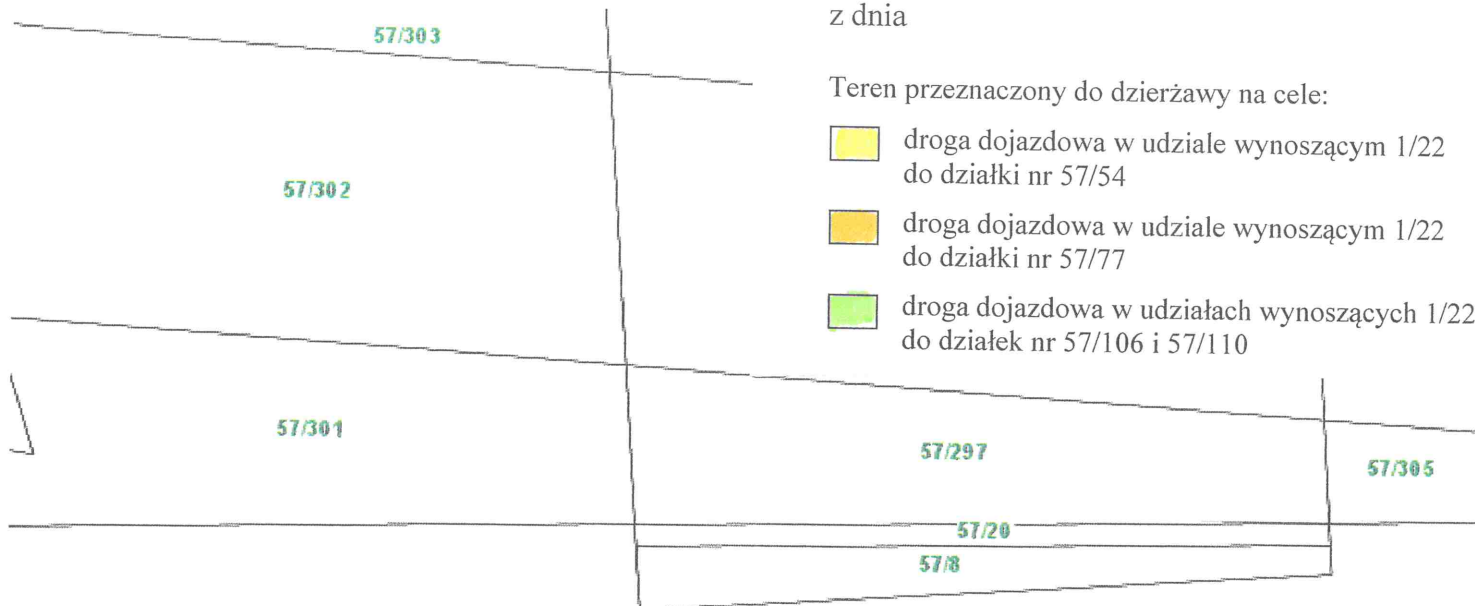 z dnia
57/303
Teren przeznaczony do dzierżawy na cele:
droga dojazdowa w udziale wynoszącym 1/22
do działki nr 57/54
57/302
droga dojazdowa w udziale wynoszącym 1/22
do działki nr 57/77
droga dojazdowa w udziałach wynoszących 1/22
do działek nr 57/106 i 57/110
57/301
57/297
57/305
57/20
57/8